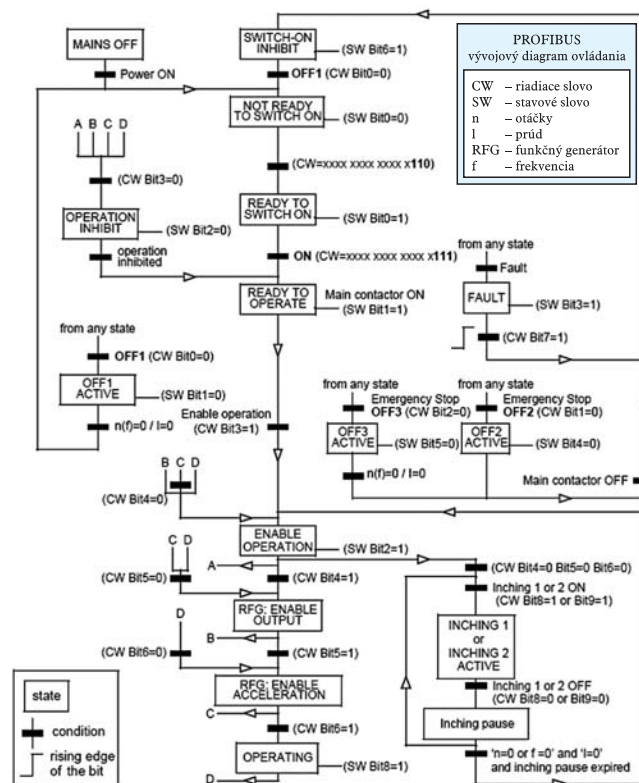 MAINS OFF
Power ON
SWITCH-ON
INHIBIT
(SW Bit6=1)
OFF1 (CW Bit0=0)
NOT READY
TO SWITCH ON
(SW Bit0=0)
(CW=xxxx xxxx xxxx x110)
READY TO
SWITCH ON
(SW Bit0=1)
ON (CW=xxxx xxxx xxxx x111)
READY TO
OPERATE
Main contactor ON
(SW Bit1=1)
PROFIBUS
vývojový diagram ovládania
CW – riadiace slovo
SW – stavové slovo
n – otáčky
l – prúd
RFG – funkčný generátor
f – frekvencia
A B C D
(CW Bit3=0)
OPERATION
INHIBIT
(SW Bit2=0)
operation
inhibited
from any state
Fault
FAULT
(SW Bit3=1)
(CW Bit7=1)
from any state
OFF1 (CW Bit0=0)
OFF1
ACTIVE
(SW Bit1=0)
n(f)=0 / I=0
Enable operation
(CW Bit3=1)
from any state
Emergency Stop
OFF3 (CW Bit2=0)
OFF3
ACTIVE
(SW Bit5=0)
n(f)=0 / I=0
from any state
Emergency Stop
OFF2 (CW Bit1=0)
OFF2
ACTIVE
(SW Bit4=0)
Main contactor OFF
B C D
(CW Bit4=0)
ENABLE
OPERATION
(SW Bit2=1)
C D
A
(CW Bit5=0)
(CW Bit4=1)
RFG: ENABLE
OUTPUT
D
B
(CW Bit6=0)
(CW Bit5=1)
RFG: ENABLE
ACCELERATION
C
(CW Bit6=1)
OPERATING
(SW Bit8=1)
D
(CW Bit4=0 Bit5=0 Bit6=0)
Inching 1 or 2 ON
(CW Bit8=1 or Bit9=1)
INCHING 1
or
INCHING 2
ACTIVE
Inching 1 or 2 OFF
(CW Bit8=0 or Bit9=0)
Inching pause
'n=0 or f =0' and 'I=0'
and inching pause expired
state
condition
rising edge
of the bit